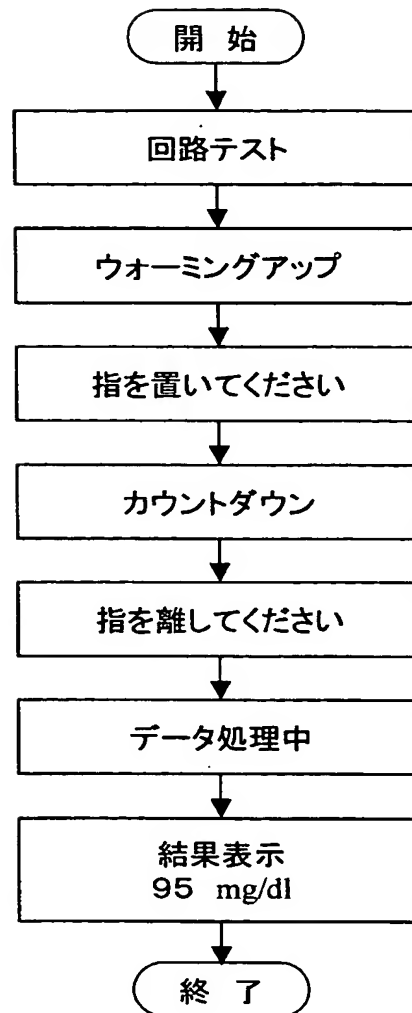 開 始
回路テスト
ウォーミングアップ
指を置いてください
カウントダウン
指を離してください
データ処理中
結果表示
95 mg/dl
終 了